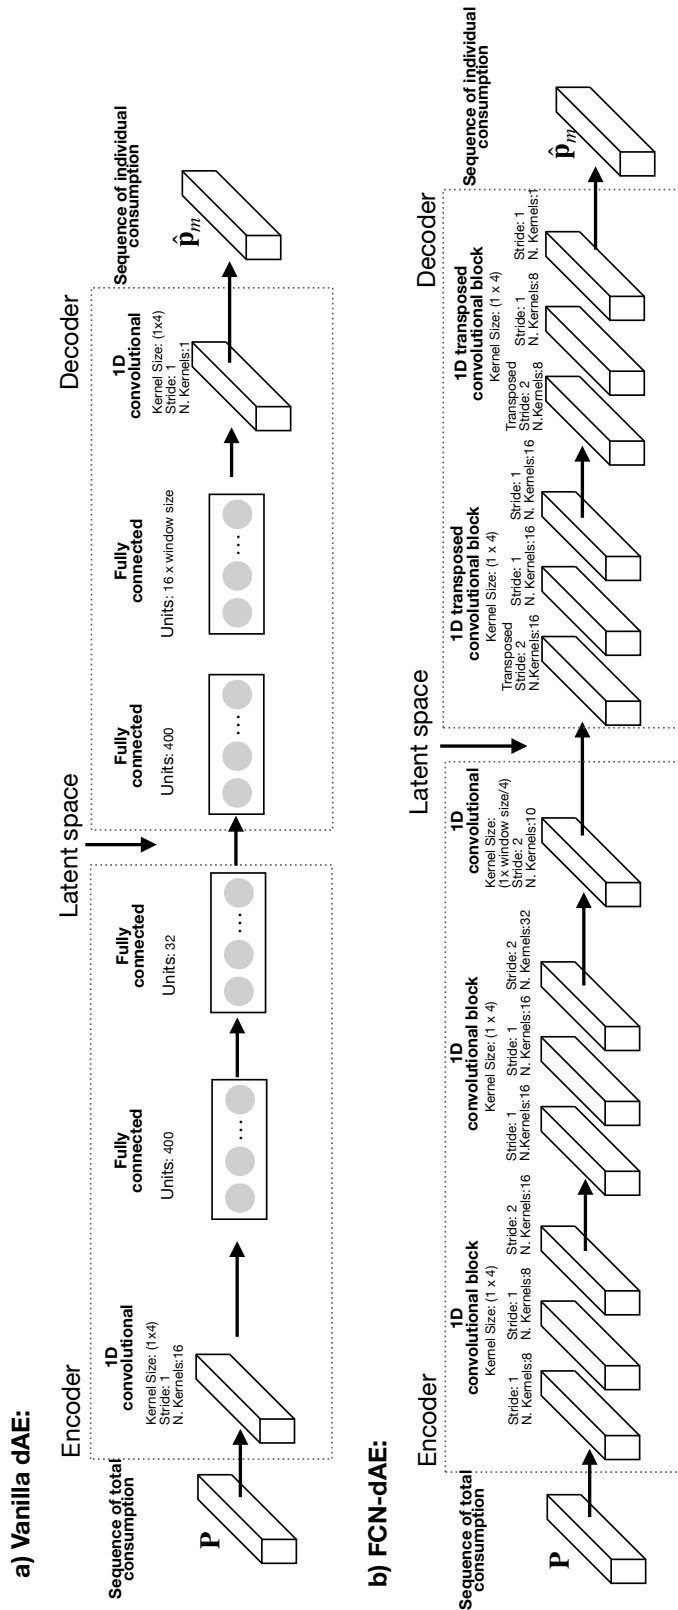 a) Vanilla dAE:
Encoder
Latent space
Decoder
Sequence of total
consumption
P
1D
convolutional
Kernel Size: (1x4)
Stride: 1
N. Kernels:16
Fully
connected
Units: 400
...
Fully
connected
Units: 32
...
Fully
connected
Units: 400
...
Fully
connected
Units: 16 x window size
...
1D
convolutional
Kernel Size: (1x4)
Stride: 1
N. Kernels:1
Sequence of individual
consumption
p̂m
b) FCN-dAE:
Encoder
Latent space
Decoder
Sequence of total
consumption
P
1D
convolutional block
Kernel Size: (1 x 4)
Stride: 1
N. Kernels:8
Stride: 1
N. Kernels:8
Stride: 2
N. Kernels:16
1D
convolutional block
Kernel Size: (1 x 4)
Stride: 1
N.Kernels:16
Stride: 1
N. Kernels:16
Stride: 2
N. Kernels:32
1D
convolutional
Kernel Size:
(1x window size/4)
Stride: 2
N. Kernels:10
1D transposed
convolutional block
Kernel Size: (1 x 4)
Transposed
Stride: 2
N.Kernels:16
Stride: 1
N. Kernels:16
Stride: 1
N. Kernels:16
1D transposed
convolutional block
Kernel Size: (1 x 4)
Transposed
Stride: 2
N.Kernels:8
Stride: 1
N. Kernels:8
Stride: 1
N. Kernels:1
Sequence of individual
consumption
p̂m